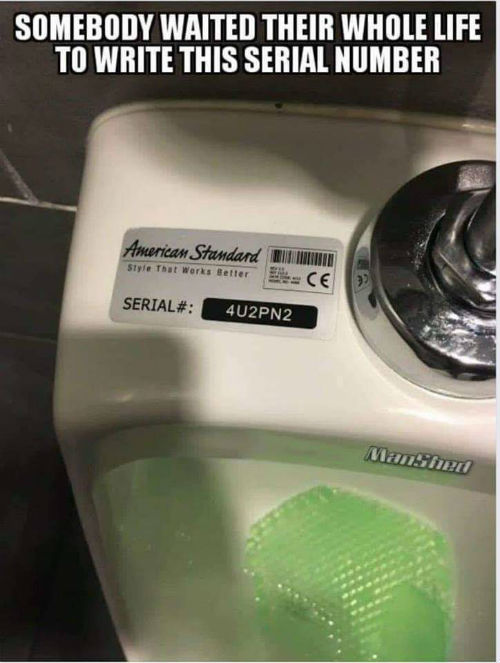 SOMEBODY WAITED THEIR WHOLE LIFE
TO WRITE THIS SERIAL NUMBER
American Standard
Style That Works Better
CE
SERIAL#: 4U2PN2
ManShed